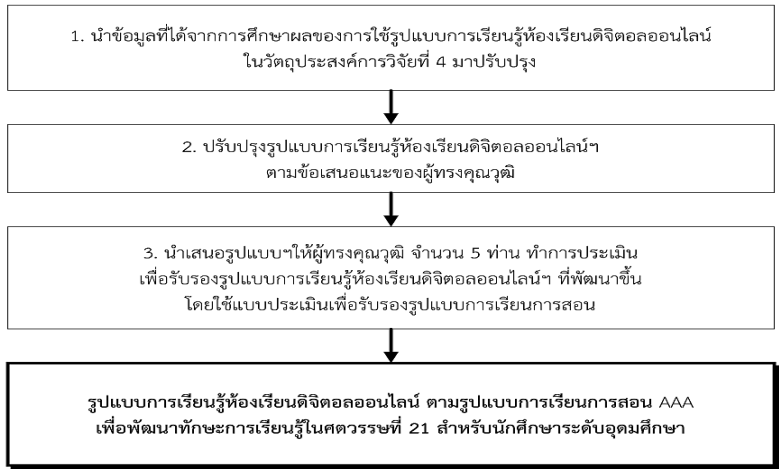 1. นำข้อมูลที่ได้จากการศึกษาผลของการใช้รูปแบบการเรียนรู้ห้องเรียนดิจิตอลออนไลน์
ในวัตถุประสงค์การวิจัยที่ 4 มาปรับปรุง
2. ปรับปรุงรูปแบบการเรียนรู้ห้องเรียนดิจิตอลออนไลน์ฯ
ตามข้อเสนอแนะของผู้ทรงคุณวุฒิ
3. นำเสนอรูปแบบฯให้ผู้ทรงคุณวุฒิ จำนวน 5 ท่าน ทำการประเมิน
เพื่อรับรองรูปแบบการเรียนรู้ห้องเรียนดิจิตอลออนไลน์ฯ ที่พัฒนาขึ้น
โดยใช้แบบประเมินเพื่อรับรองรูปแบบการเรียนการสอน
รูปแบบการเรียนรู้ห้องเรียนดิจิตอลออนไลน์ ตามรูปแบบการเรียนการสอน AAA
เพื่อพัฒนาทักษะการเรียนรู้ในศตวรรษที่ 21 สำหรับนักศึกษาระดับอุดมศึกษา